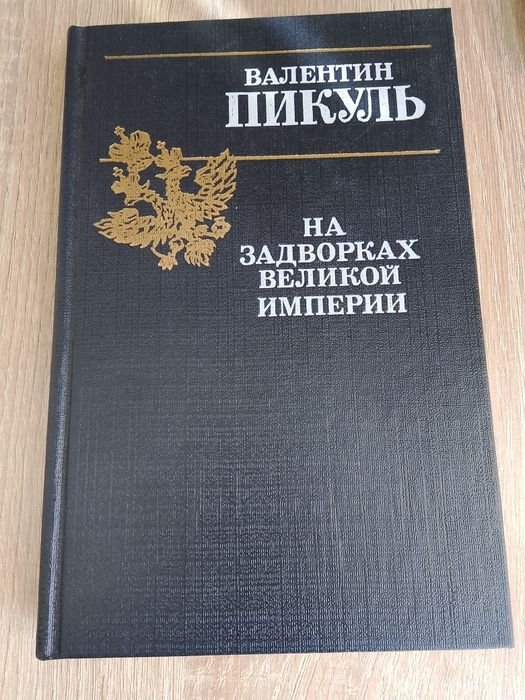 ВАЛЕНТИН
ПИКУЛЬ
НА
ЗАДВОРКАХ
ВЕЛИКОЙ
ИМПЕРИИ